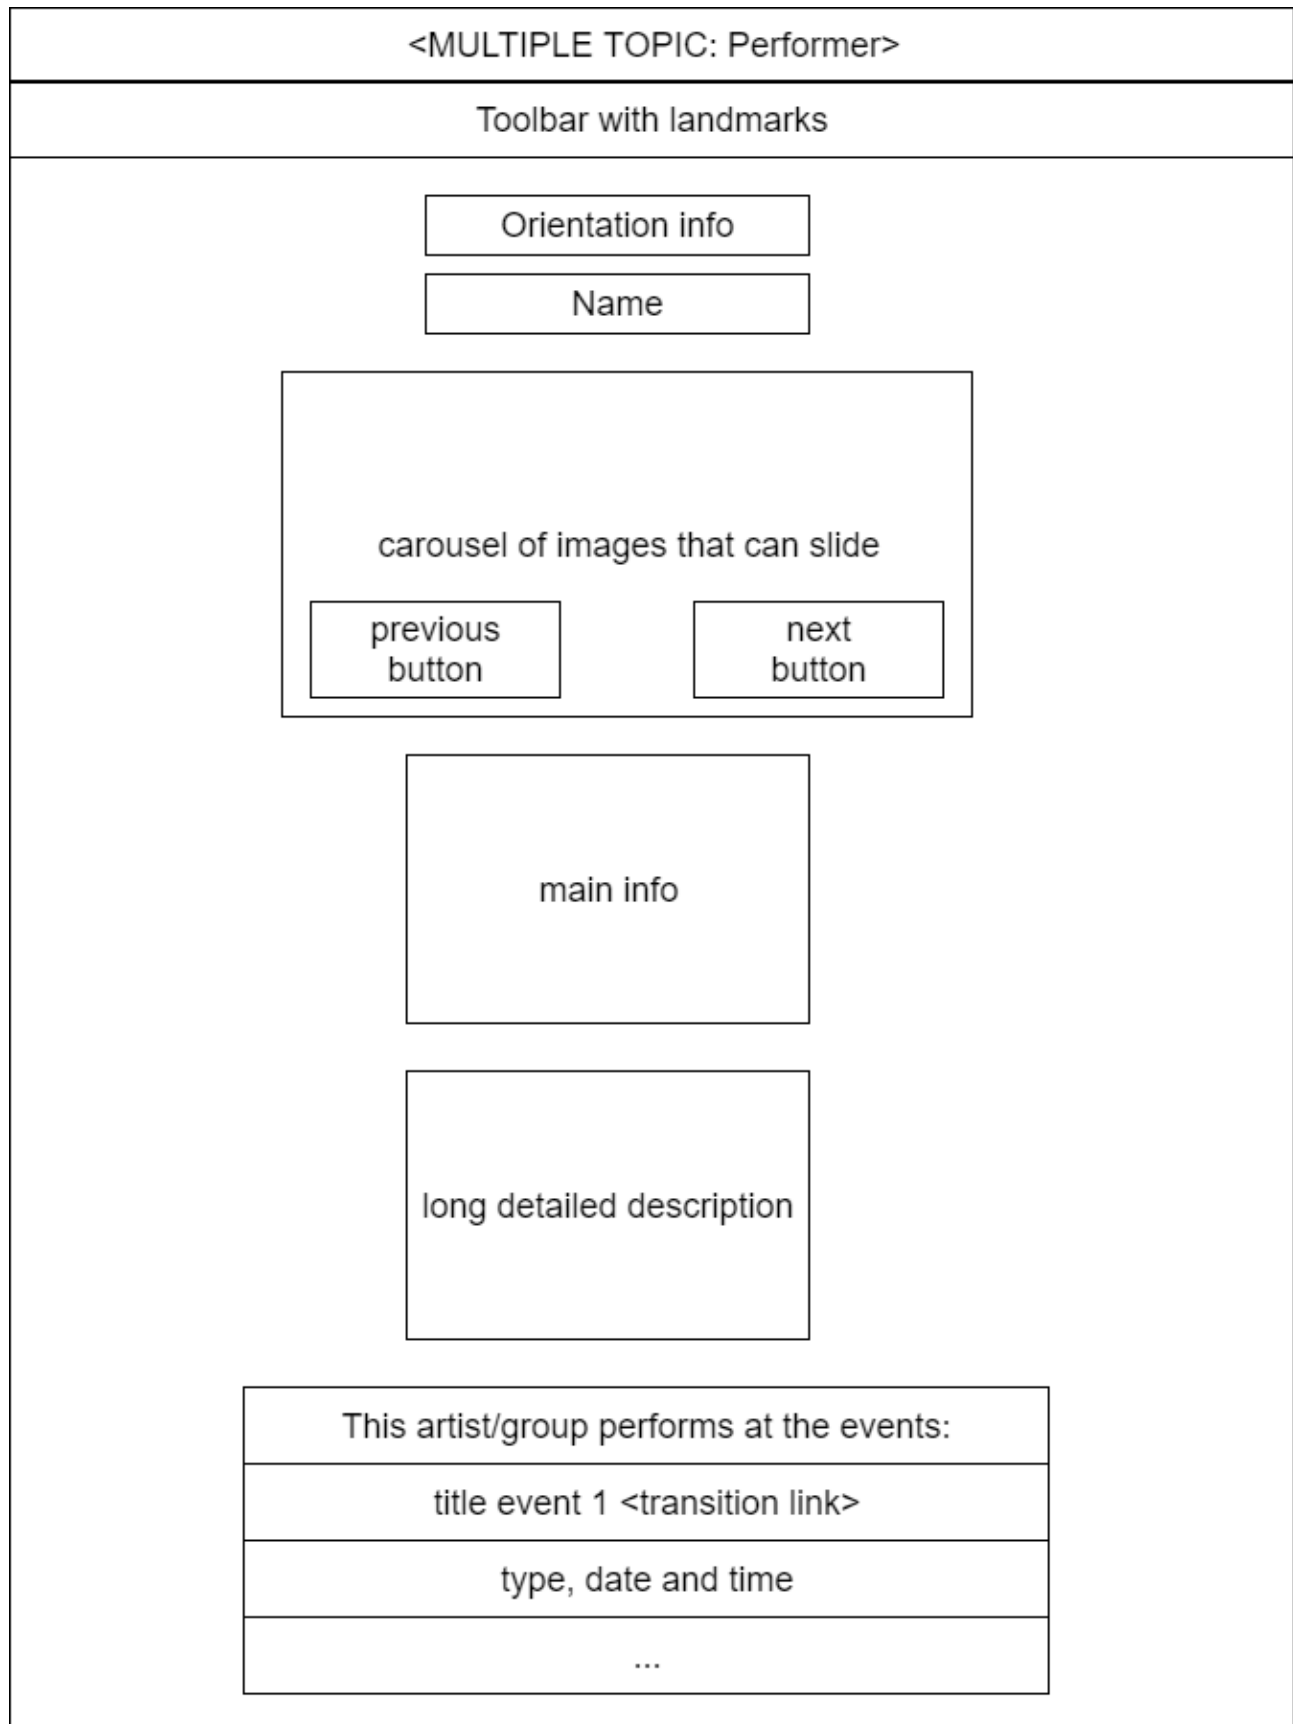 <MULTIPLE TOPIC: Performer>
Toolbar with landmarks
Orientation info
Name
carousel of images that can slide
previous
button
next
button
main info
long detailed description
This artist/group performs at the events:
title event 1 <transition link>
type, date and time
...